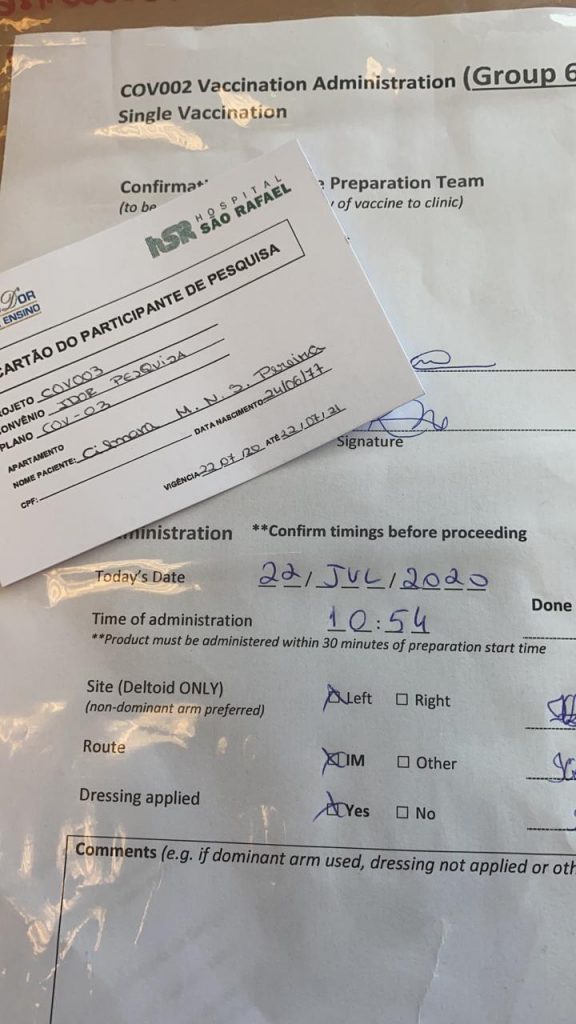 COV002 Vaccination Administration (Group 6
Single Vaccination
Preparation Team
(to be of vaccine to clinic)
hsr HOSPITAL
SÃO RAFAEL
D'OR
ENSINO
CARTÃO DO PARTICIPANTE DE PESQUISA
ROJETO COV003
ONVÊNIO IDOR PESQUISA
PLANO COV-03
APARTAMENTO
NOME PACIENTE: M. N. S. Pereira
DATA NASCIMENTO: 24/06/77
CPF:
VIGÊNCIA 22 07 /20 ATÉ 22/07/21
Signature
ministration **Confirm timings before proceeding
Today's Date 22/JUL/2020
Done
Time of administration 10:54
**Product must be administered within 30 minutes of preparation start time
Site (Deltoid ONLY) Left Right
(non-dominant arm preferred)
Route IM Other
Dressing applied Yes No
Comments (e.g. if dominant arm used, dressing not applied or oth